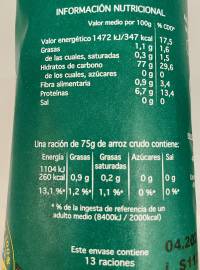 INFORMACIÓN NUTRICIONAL
Valor medio por 100g % CDO*
Valor energético 1472 kJ/347 kcal 17,5
Grasas 1,1 g 1,6
de las cuales, saturadas 0,3 g 1,5
Hidratos de carbono 77 g 29,6
de los cuales, azúcares 0 g 0
Fibra alimentaria 0,9 g 3,4
Proteínas 6,7 g 13,4
Sal 0 g 0
Una ración de 75g de arroz crudo contiene:
Energía Grasas Grasas saturadas Azúcares Sal
1104 kJ
260 kcal 0,9 g 0,2 g 0 g 0 g
13,1 %* 1,2 %* 1,1 %* 0 %* 0 %*
* % de la ingesta de referencia de un
adulto medio (8400kJ / 2000kcal)
Este envase contiene
13 raciones
04.202